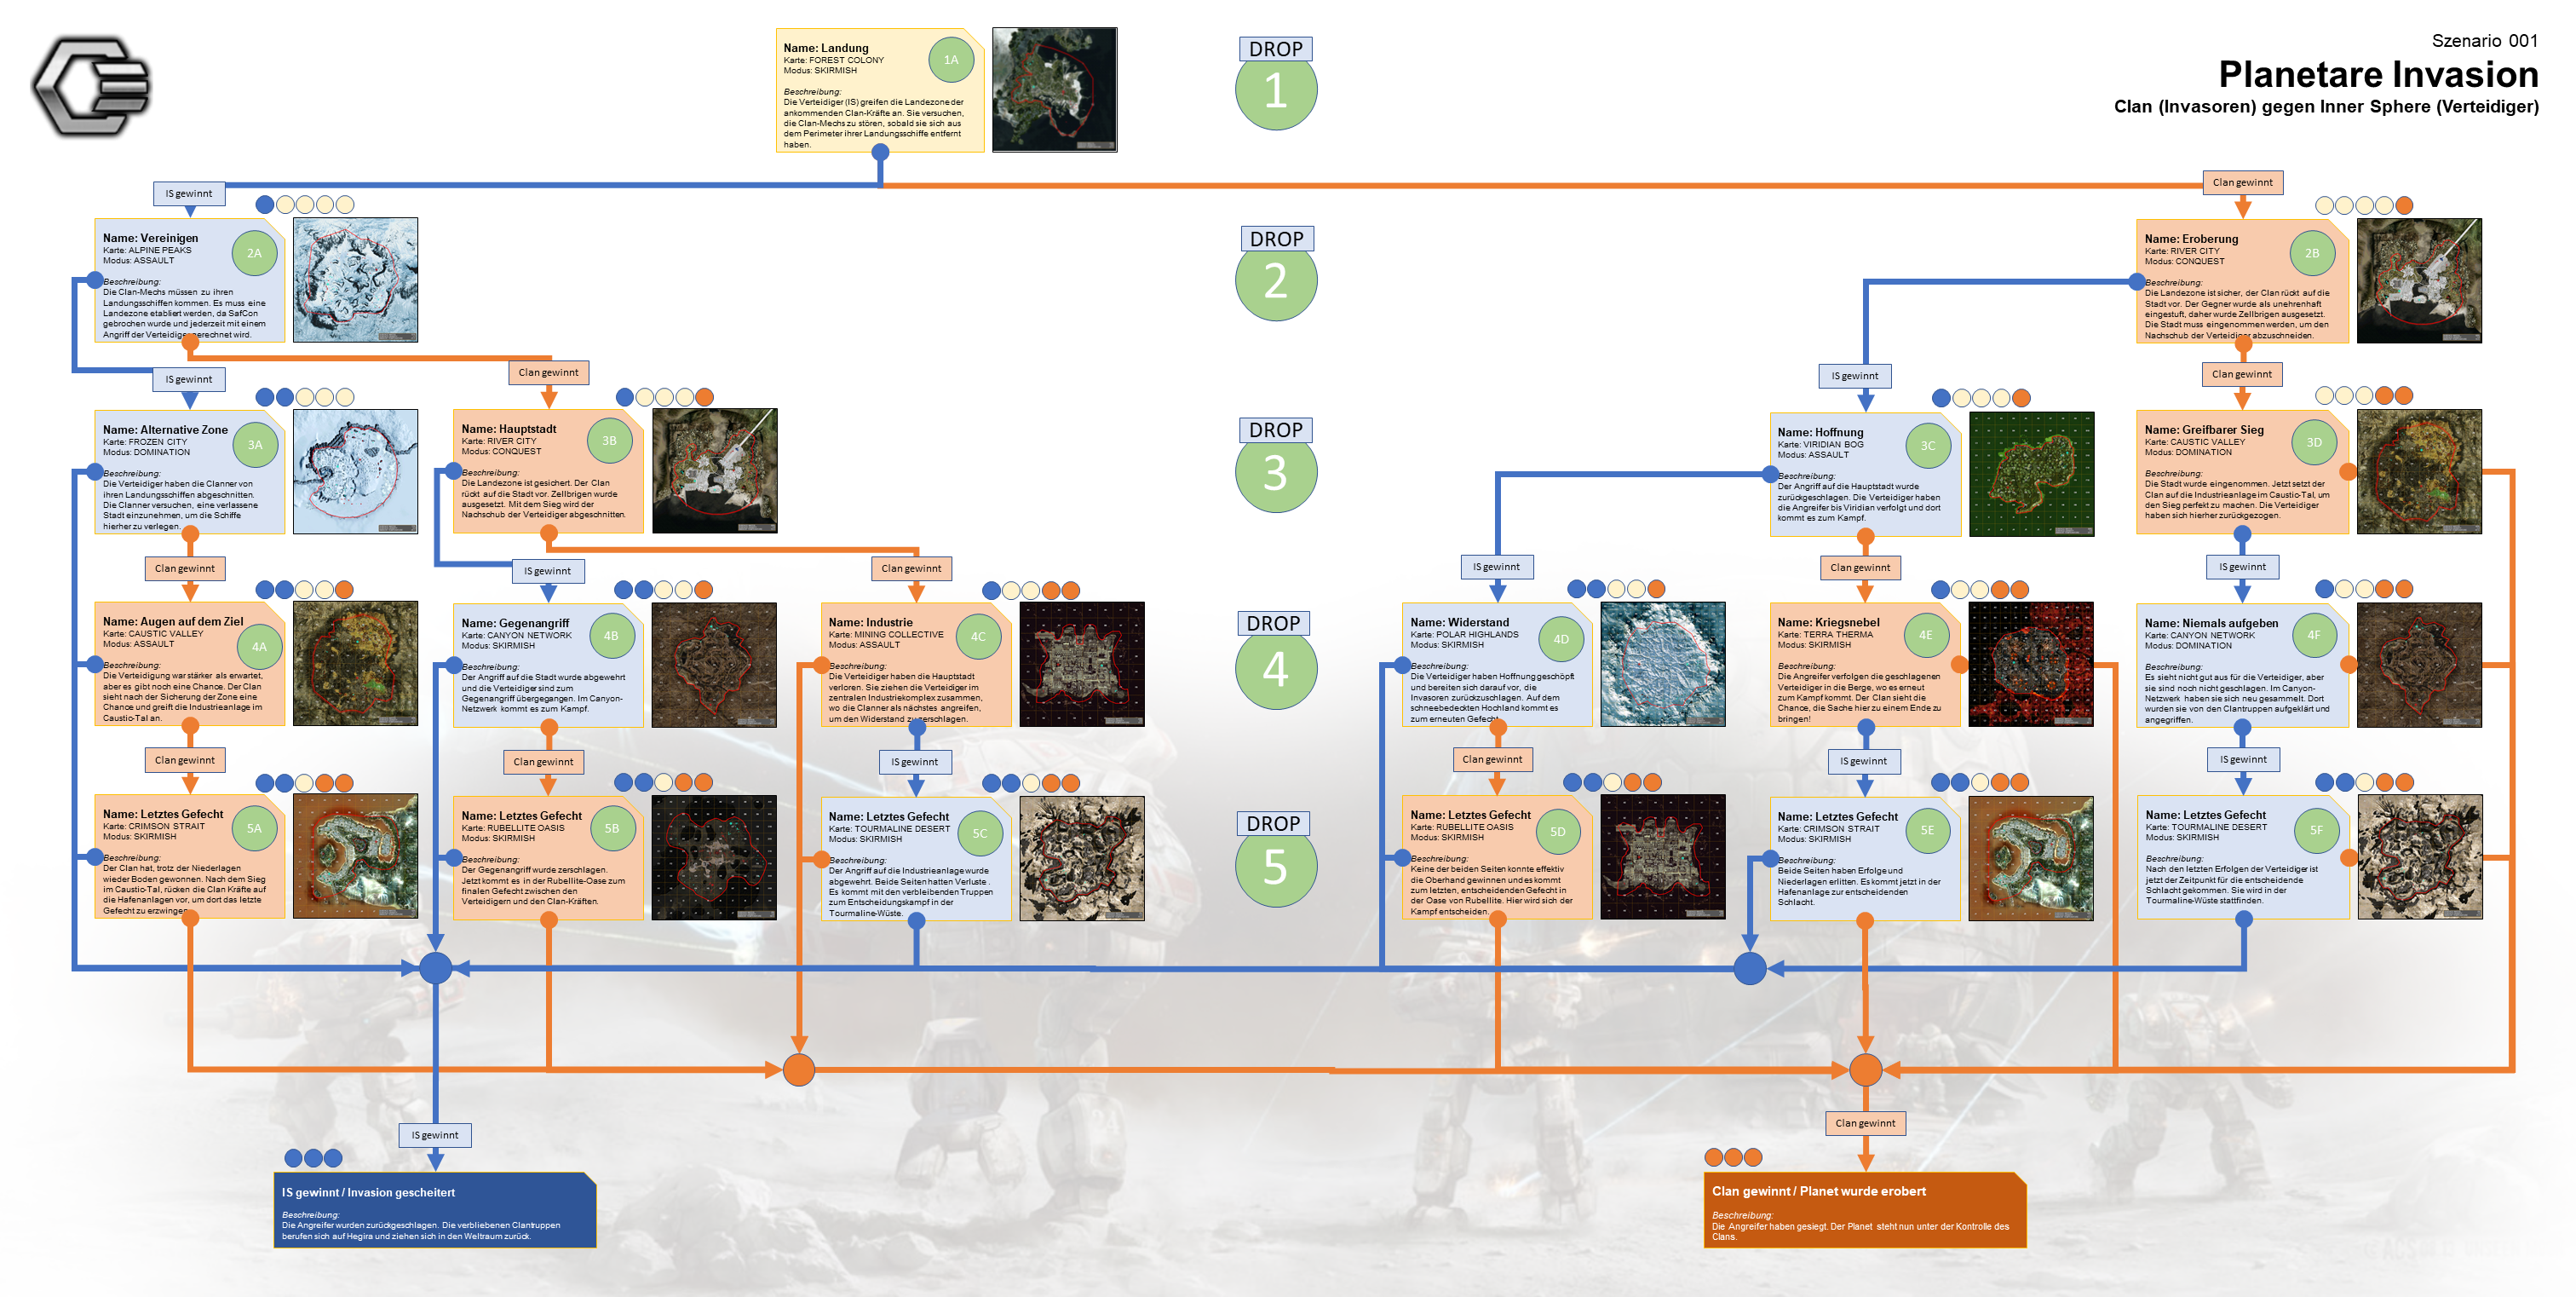 Szenario 001
Planetare Invasion
Clan (Invasoren) gegen Inner Sphere (Verteidiger)
Name: Landung
Karte: FOREST COLONY
Modus: SKIRMISH
1A
Beschreibung:
Die Verteidiger (IS) greifen die Landezone der
ankommenden Clan-Kräfte an. Sie versuchen,
die Clan-Mechs zu stören, sobald sie sich aus
dem Perimeter ihrer Landungsschiffe entfernt
haben.
DROP
1
IS gewinnt
Clan gewinnt
DROP
2
Name: Vereinigen
Karte: ALPINE PEAKS
Modus: ASSAULT
2A
Beschreibung:
Die Clan-Mechs müssen zu ihren
Landungsschiffen kommen. Es muss eine
Landezone etabliert werden, da SafCon
gebrochen wurde und jederzeit mit einem
Angriff der Verteidiger gerechnet wird.
Name: Eroberung
Karte: RIVER CITY
Modus: CONQUEST
2B
Beschreibung:
Die Landezone ist sicher, der Clan rückt auf die
Stadt vor. Der Gegner wurde als unehrenhaft
eingestuft, daher wurde Zellbrigen ausgesetzt.
Die Stadt muss eingenommen werden, um den
Nachschub der Verteidiger abzuschneiden.
IS gewinnt
Clan gewinnt
IS gewinnt
Clan gewinnt
DROP
3
Name: Alternative Zone
Karte: FROZEN CITY
Modus: DOMINATION
3A
Beschreibung:
Die Verteidiger haben die Clanner von
ihren Landungsschiffen abgeschnitten.
Die Clanner versuchen, eine verlassene
Stadt einzunehmen, um die Schiffe
hierher zu verlegen.
Name: Hauptstadt
Karte: RIVER CITY
Modus: CONQUEST
3B
Beschreibung:
Die Landezone ist gesichert. Der Clan
rückt auf die Stadt vor. Zellbrigen wurde
ausgesetzt. Mit dem Sieg wird der
Nachschub der Verteidiger abgeschnitten.
Name: Hoffnung
Karte: VIRIDIAN BOG
Modus: ASSAULT
3C
Beschreibung:
Der Angriff auf die Hauptstadt wurde
zurückgeschlagen. Die Verteidiger haben
die Angreifer bis Viridian verfolgt und dort
kommt es zum Kampf.
Name: Greifbarer Sieg
Karte: CAUSTIC VALLEY
Modus: DOMINATION
3D
Beschreibung:
Die Stadt wurde eingenommen. Jetzt setzt der
Clan auf die Industrieanlage im Caustic-Tal, um
den Sieg perfekt zu machen. Die Verteidiger
haben sich hierher zurückgezogen.
Clan gewinnt
IS gewinnt
Clan gewinnt
IS gewinnt
Clan gewinnt
IS gewinnt
DROP
4
Name: Augen auf dem Ziel
Karte: CAUSTIC VALLEY
Modus: ASSAULT
4A
Beschreibung:
Die Verteidigung war stärker als erwartet,
aber es gibt noch eine Chance. Der Clan
sieht nach der Sicherung der Zone eine
Chance und greift die Industrieanlage im
Caustic-Tal an.
Name: Gegenangriff
Karte: CANYON NETWORK
Modus: SKIRMISH
4B
Beschreibung:
Der Angriff auf die Stadt wurde abgewehrt
und die Verteidiger sind zum
Gegenangriff übergegangen. Im Canyon-
Netzwerk kommt es zum Kampf.
Name: Industrie
Karte: MINING COLLECTIVE
Modus: ASSAULT
4C
Beschreibung:
Die Verteidiger haben die Hauptstadt
verloren. Sie ziehen die Verteidiger im
zentralen Industriekomplex zusammen,
wo die Clanner als nächstes angreifen,
um den Widerstand zu zerschlagen.
Name: Widerstand
Karte: POLAR HIGHLANDS
Modus: SKIRMISH
4D
Beschreibung:
Die Verteidiger haben Hoffnung geschöpft
und bereiten sich darauf vor, die
Invasoren zurückzuschlagen. Auf dem
schneebedeckten Hochland kommt es
zum erneuten Gefecht.
Name: Kriegsnebel
Karte: TERRA THERMA
Modus: SKIRMISH
4E
Beschreibung:
Die Angreifer verfolgen die geschlagenen
Verteidiger in die Berge, wo es erneut
zum Kampf kommt. Der Clan sieht die
Chance, die Sache hier zu einem Ende zu
bringen!
Name: Niemals aufgeben
Karte: CANYON NETWORK
Modus: DOMINATION
4F
Beschreibung:
Es sieht nicht gut aus für die Verteidiger, aber
sie sind noch nicht geschlagen. Im Canyon-
Netzwerk haben sie sich neu gesammelt. Dort
wurden sie von den Clantruppen aufgeklärt und
angegriffen.
Clan gewinnt
Clan gewinnt
IS gewinnt
Clan gewinnt
IS gewinnt
IS gewinnt
DROP
5
Name: Letztes Gefecht
Karte: CRIMSON STRAIT
Modus: SKIRMISH
5A
Beschreibung:
Der Clan hat, trotz der Niederlagen
wieder Boden gewonnen. Nach dem Sieg
im Caustic-Tal, rücken die Clan Kräfte auf
die Hafenanlagen vor, um dort das letzte
Gefecht zu erzwingen.
Name: Letztes Gefecht
Karte: RUBELLITE OASIS
Modus: SKIRMISH
5B
Beschreibung:
Der Gegenangriff wurde zerschlagen.
Jetzt kommt es in der Rubellite-Oase zum
finalen Gefecht zwischen den
Verteidigern und den Clan-Kräften.
Name: Letztes Gefecht
Karte: TOURMALINE DESERT
Modus: SKIRMISH
5C
Beschreibung:
Der Angriff auf die Industrieanlage wurde
abgewehrt. Beide Seiten hatten Verluste.
Es kommt mit den verbleibenden Truppen
zum Entscheidungskampf in der
Tourmaline-Wüste.
Name: Letztes Gefecht
Karte: RUBELLITE OASIS
Modus: SKIRMISH
5D
Beschreibung:
Keine der beiden Seiten konnte effektiv
die Oberhand gewinnen und es kommt
zum letzten, entscheidenden Gefecht in
der Oase von Rubellite. Hier wird sich der
Kampf entscheiden.
Name: Letztes Gefecht
Karte: CRIMSON STRAIT
Modus: SKIRMISH
5E
Beschreibung:
Beide Seiten haben Erfolge und
Niederlagen erlitten. Es kommt jetzt in der
Hafenanlage zur entscheidenden
Schlacht.
Name: Letztes Gefecht
Karte: TOURMALINE DESERT
Modus: SKIRMISH
5F
Beschreibung:
Nach den letzten Erfolgen der Verteidiger ist
jetzt der Zeitpunkt für die entscheidende
Schlacht gekommen. Sie wird in der
Tourmaline-Wüste stattfinden.
IS gewinnt
Clan gewinnt
IS gewinnt / Invasion gescheitert
Beschreibung:
Die Angreifer wurden zurückgeschlagen. Die verbliebenen Clantruppen
berufen sich auf Hegira und ziehen sich in den Weltraum zurück.
Clan gewinnt / Planet wurde erobert
Beschreibung:
Die Angreifer haben gesiegt. Der Planet steht nun unter der Kontrolle des
Clans.